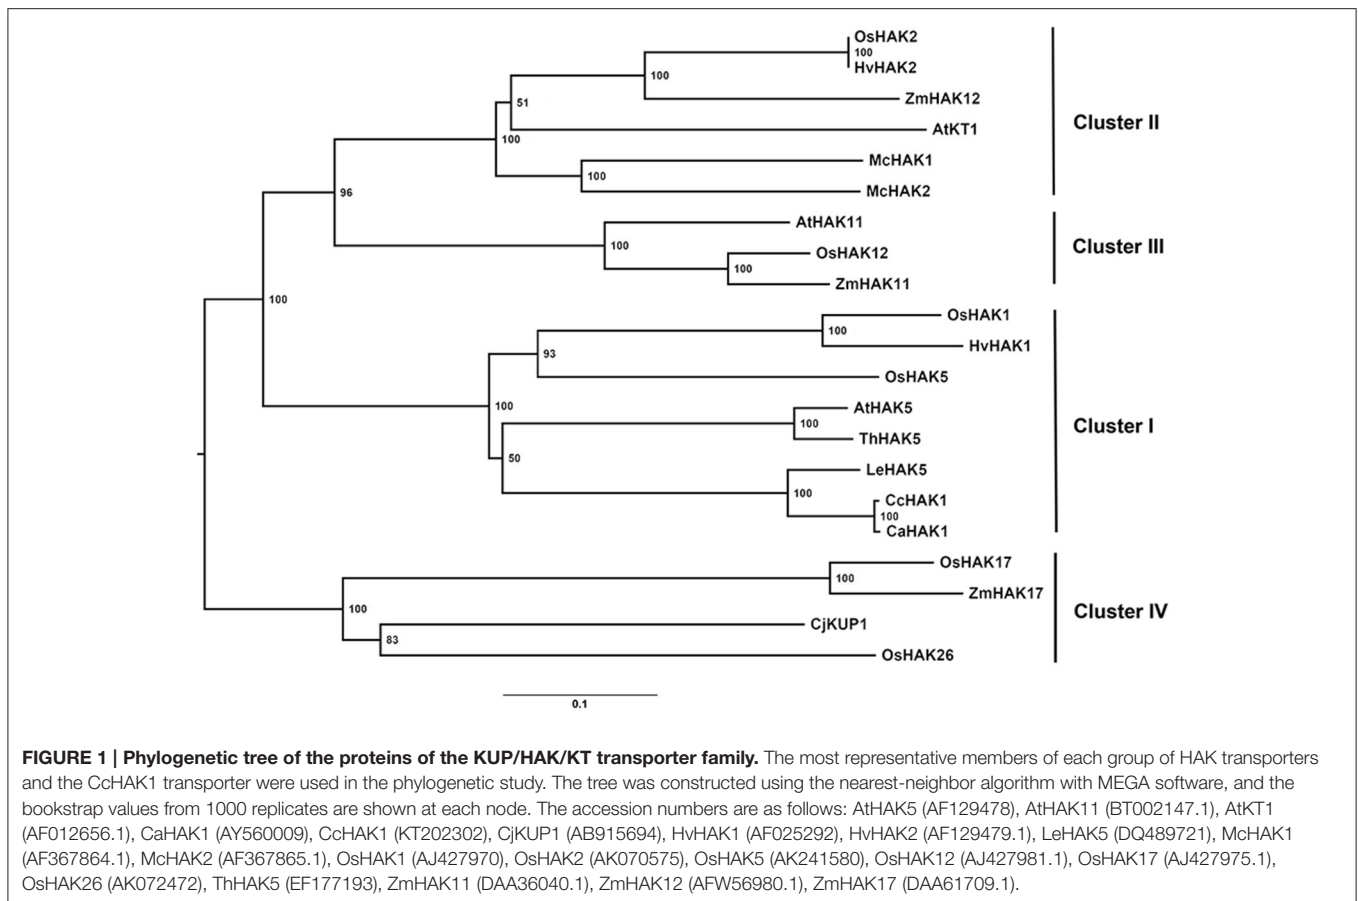 OsHAK2
100
HvHAK2
100
ZmHAK12
51
AtKT1
Cluster II
100
McHAK1
100
McHAK2
96
AtHAK11
100
OsHAK12
100
ZmHAK11
Cluster III
100
OsHAK1
100
HvHAK1
93
OsHAK5
100
AtHAK5
100
ThHAK5
Cluster I
50
LeHAK5
100
CcHAK1
100
CaHAK1
OsHAK17
100
ZmHAK17
100
Cluster IV
CjKUP1
83
OsHAK26
0.1
FIGURE 1 | Phylogenetic tree of the proteins of the KUP/HAK/KT transporter family. The most representative members of each group of HAK transporters
and the CcHAK1 transporter were used in the phylogenetic study. The tree was constructed using the nearest-neighbor algorithm with MEGA software, and the
bookstrap values from 1000 replicates are shown at each node. The accession numbers are as follows: AtHAK5 (AF129478), AtHAK11 (BT002147.1), AtKT1
(AF012656.1), CaHAK1 (AY560009), CcHAK1 (KT202302), CjKUP1 (AB915694), HvHAK1 (AF025292), HvHAK2 (AF129479.1), LeHAK5 (DQ489721), McHAK1
(AF367864.1), McHAK2 (AF367865.1), OsHAK1 (AJ427970), OsHAK2 (AK070575), OsHAK5 (AK241580), OsHAK12 (AJ427981.1), OsHAK17 (AJ427975.1),
OsHAK26 (AK072472), ThHAK5 (EF177193), ZmHAK11 (DAA36040.1), ZmHAK12 (AFW56980.1), ZmHAK17 (DAA61709.1).